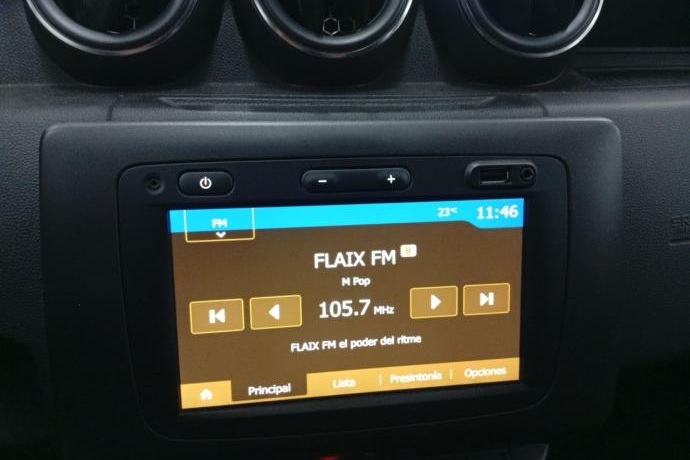 - +
FM
23°C 11:46
FLAIX FM 8
M Pop
105.7 MHz
FLAIX FM el poder del ritme
Principal Lista Presintonía Opciones